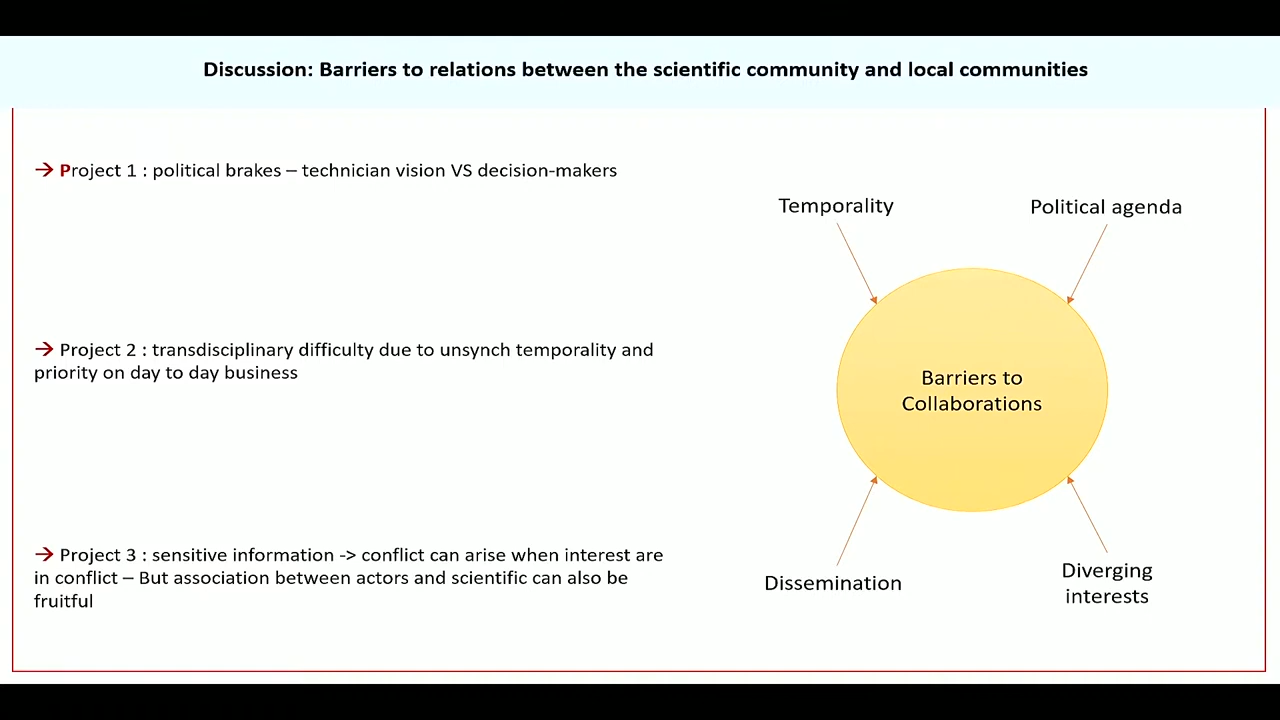 Discussion: Barriers to relations between the scientific community and local communities
→ Project 1 : political brakes – technician vision VS decision-makers
Temporality
Political agenda
→ Project 2 : transdisciplinary difficulty due to unsynch temporality and
priority on day to day business
Barriers to
Collaborations
→ Project 3 : sensitive information -> conflict can arise when interest are
in conflict – But association between actors and scientific can also be
fruitful
Dissemination
Diverging
interests